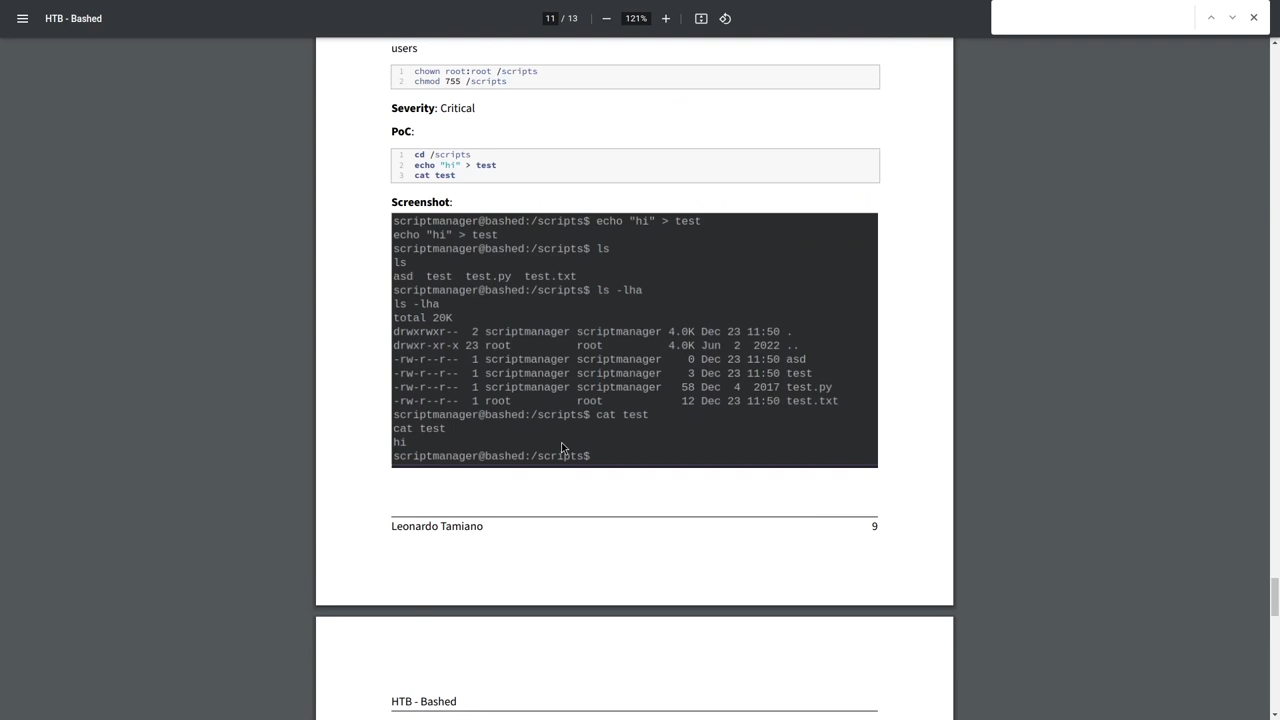 HTB - Bashed
11 / 13
121%
users
1 chown root:root /scripts
2 chmod 755 /scripts
Severity: Critical
PoC:
1 cd /scripts
2 echo "hi" > test
3 cat test
Screenshot:
scriptmanager@bashed:/scripts$ echo "hi" > test
echo "hi" > test
scriptmanager@bashed:/scripts$ ls
ls
asd  test  test.py  test.txt
scriptmanager@bashed:/scripts$ ls -lha
ls -lha
total 20K
drwxrwxr--  2 scriptmanager scriptmanager 4.0K Dec 23 11:50 .
drwxr-xr-x 23 root          root          4.0K Jun  2  2022 ..
-rw-r--r--  1 scriptmanager scriptmanager    0 Dec 23 11:50 asd
-rw-r--r--  1 scriptmanager scriptmanager    3 Dec 23 11:50 test
-rw-r--r--  1 scriptmanager scriptmanager   58 Dec  4  2017 test.py
-rw-r--r--  1 root          root            12 Dec 23 11:50 test.txt
scriptmanager@bashed:/scripts$ cat test
cat test
hi
scriptmanager@bashed:/scripts$
Leonardo Tamiano 9
HTB - Bashed